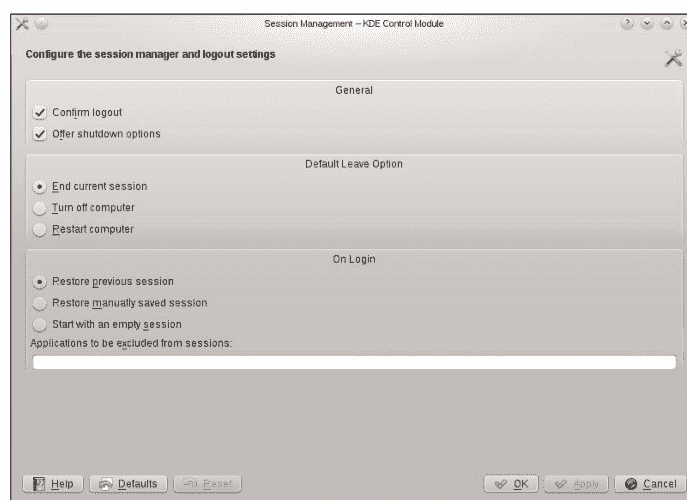 Session Management – KDE Control Module
Configure the session manager and logout settings
General
Confirm logout
Offer shutdown options
Default Leave Option
End current session
Turn off computer
Restart computer
On Login
Restore previous session
Restore manually saved session
Start with an empty session
Applications to be excluded from sessions:
Help Defaults Reset OK Apply Cancel